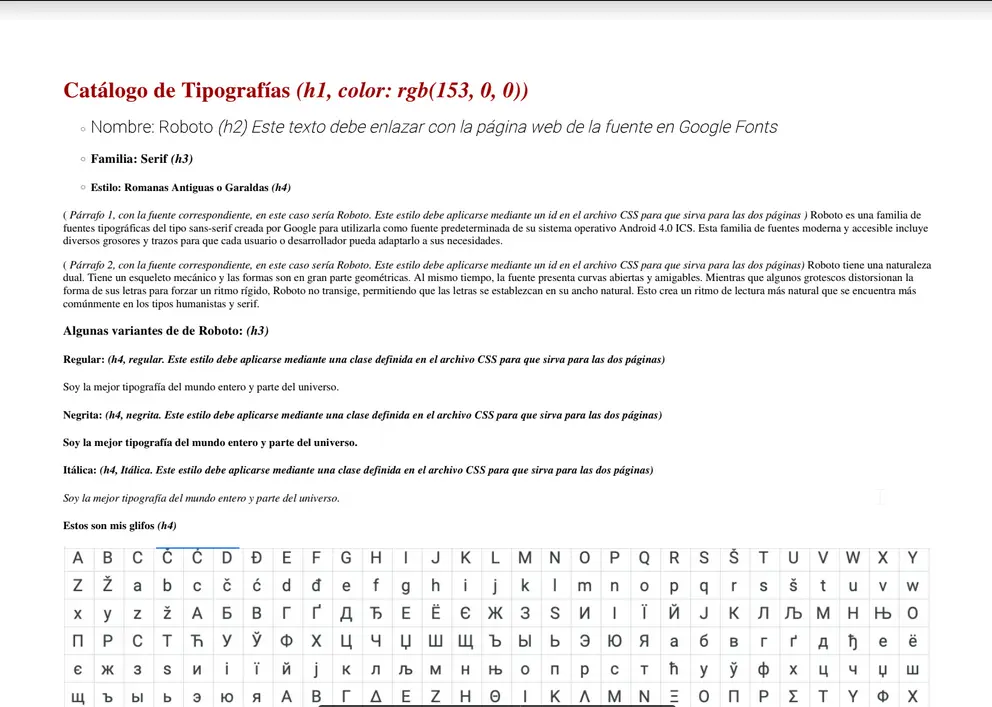 Catálogo de Tipografías (h1, color: rgb(153, 0, 0))
Nombre: Roboto (h2) Este texto debe enlazar con la página web de la fuente en Google Fonts
Familia: Serif (h3)
Estilo: Romanas Antiguas o Garaldas (h4)
( Párrafo 1, con la fuente correspondiente, en este caso sería Roboto. Este estilo debe aplicarse mediante un id en el archivo CSS para que sirva para las dos páginas ) Roboto es una familia de
fuentes tipográficas del tipo sans-serif creada por Google para utilizarla como fuente predeterminada de su sistema operativo Android 4.0 ICS. Esta familia de fuentes moderna y accesible incluye
diversos grosores y trazos para que cada usuario o desarrollador pueda adaptarlo a sus necesidades.
( Párrafo 2, con la fuente correspondiente, en este caso sería Roboto. Este estilo debe aplicarse mediante un id en el archivo CSS para que sirva para las dos páginas) Roboto tiene una naturaleza
dual. Tiene un esqueleto mecánico y las formas son en gran parte geométricas. Al mismo tiempo, la fuente presenta curvas abiertas y amigables. Mientras que algunos grotescos distorsionan la
forma de sus letras para forzar un ritmo rígido, Roboto no transige, permitiendo que las letras se establezcan en su ancho natural. Esto crea un ritmo de lectura más natural que se encuentra más
comúnmente en los tipos humanistas y serif.
Algunas variantes de de Roboto: (h3)
Regular: (h4, regular. Este estilo debe aplicarse mediante una clase definida en el archivo CSS para que sirva para las dos páginas)
Soy la mejor tipografía del mundo entero y parte del universo.
Negrita: (h4, negrita. Este estilo debe aplicarse mediante una clase definida en el archivo CSS para que sirva para las dos páginas)
Soy la mejor tipografía del mundo entero y parte del universo.
Itálica: (h4, Itálica. Este estilo debe aplicarse mediante una clase definida en el archivo CSS para que sirva para las dos páginas)
Soy la mejor tipografía del mundo entero y parte del universo.
Estos son mis glifos (h4)
A B C Č Ć D Đ E F G H I J K L M N O P Q R S Š T U V W X Y
Z Ž a b c č ć d đ e f g h i j k l m n o p q r s š t u v w
x y z ž А Б В Г Ґ Д Ђ Е Ё Є Ж З Ѕ И І Ї Й Ј К Л Љ М Н Њ О
П Р С Т Ћ У Ў Ф Х Ц Ч Џ Ш Щ Ъ Ы Ь Э Ю Я а б в г ґ д ђ е ё
є ж з ѕ и і ї й ј к л љ м н њ о п р с т ћ у ў ф х ц ч џ ш
щ ъ ы ь э ю я Α Β Γ Δ Ε Ζ Η Θ Ι Κ Λ Μ Ν Ξ Ο Π Ρ Σ Τ Υ Φ Χ